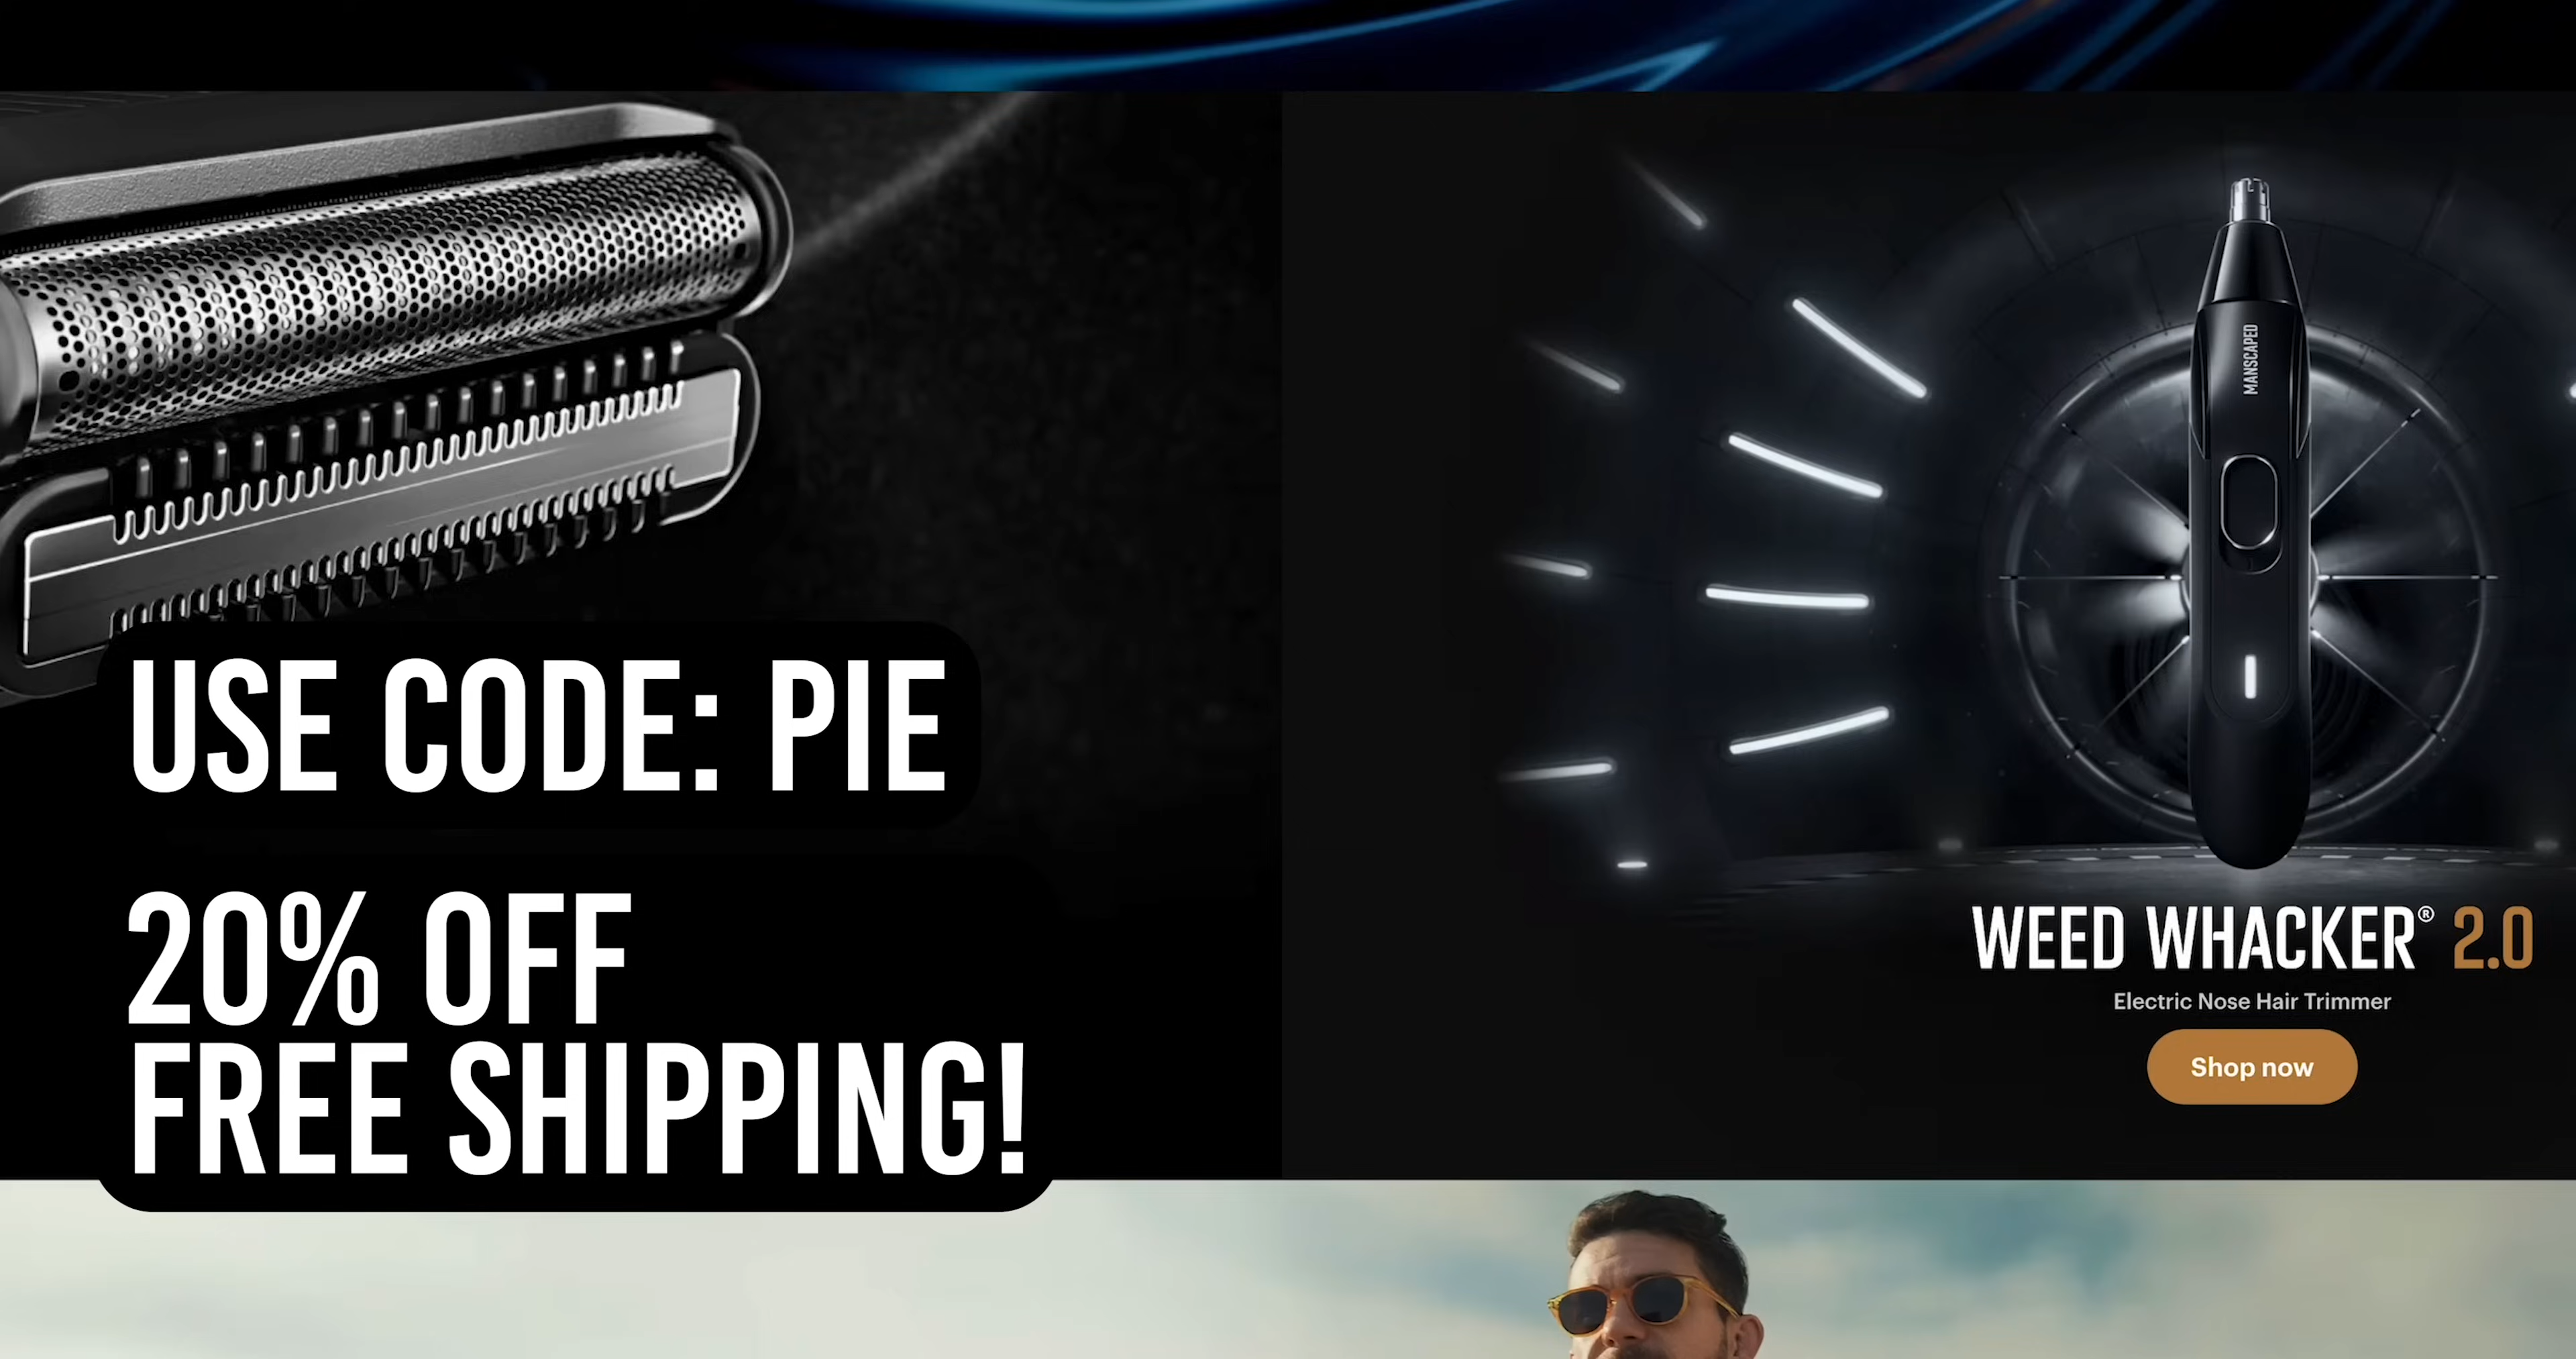 USE CODE: PIE
20% OFF
FREE SHIPPING!
MANSCAPED
WEED WHACKER® 2.0
Electric Nose Hair Trimmer
Shop now